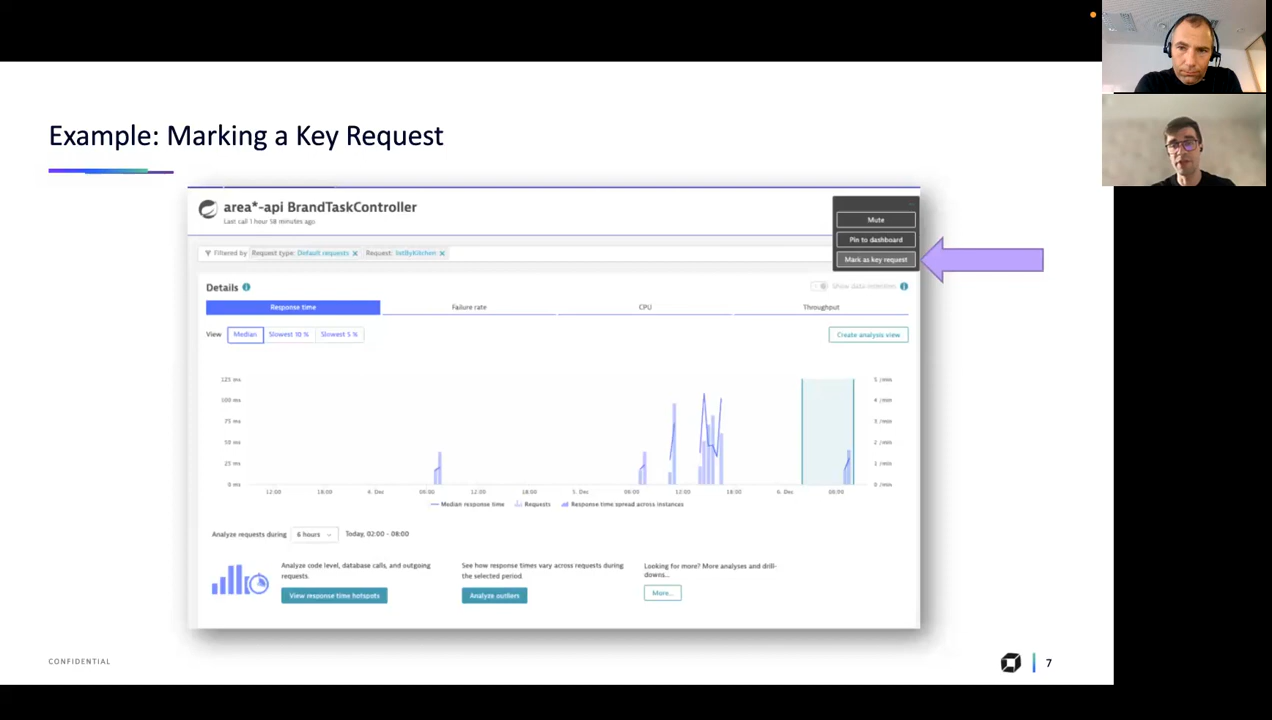 Example: Marking a Key Request
area*-api BrandTaskController
Last call 1 hour 58 minutes ago
Mute
Pin to dashboard
Mark as key request
Filtered by Request type: Default requests × Request: listByKitchen ×
Details
Show data retention
Response time Failure rate CPU Throughput
View Median Slowest 10 % Slowest 5 %
Create analysis view
125 ms 5 /min
100 ms 4 /min
75 ms 3 /min
50 ms 2 /min
25 ms 1 /min
0 ms 0 /min
12:00 18:00 4. Dec 06:00 12:00 18:00 5. Dec 06:00 12:00 18:00 6. Dec 06:00
Median response time Requests Response time spread across instances
Analyze requests during 6 hours Today, 02:00 - 08:00
Analyze code level, database calls, and outgoing
requests.
View response time hotspots
See how response times vary across requests during
the selected period
Analyze outliers
Looking for more? More analyses and drill-
downs...
More...
CONFIDENTIAL
7